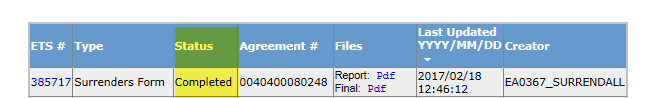 ETS # Type Status Agreement # Files Last Updated YYYY/MM/DD Creator
385717 Surrenders Form Completed 0040400080248 Report: Pdf 2017/02/18 EA0367_SURRENDALL
Final: Pdf 12:46:12